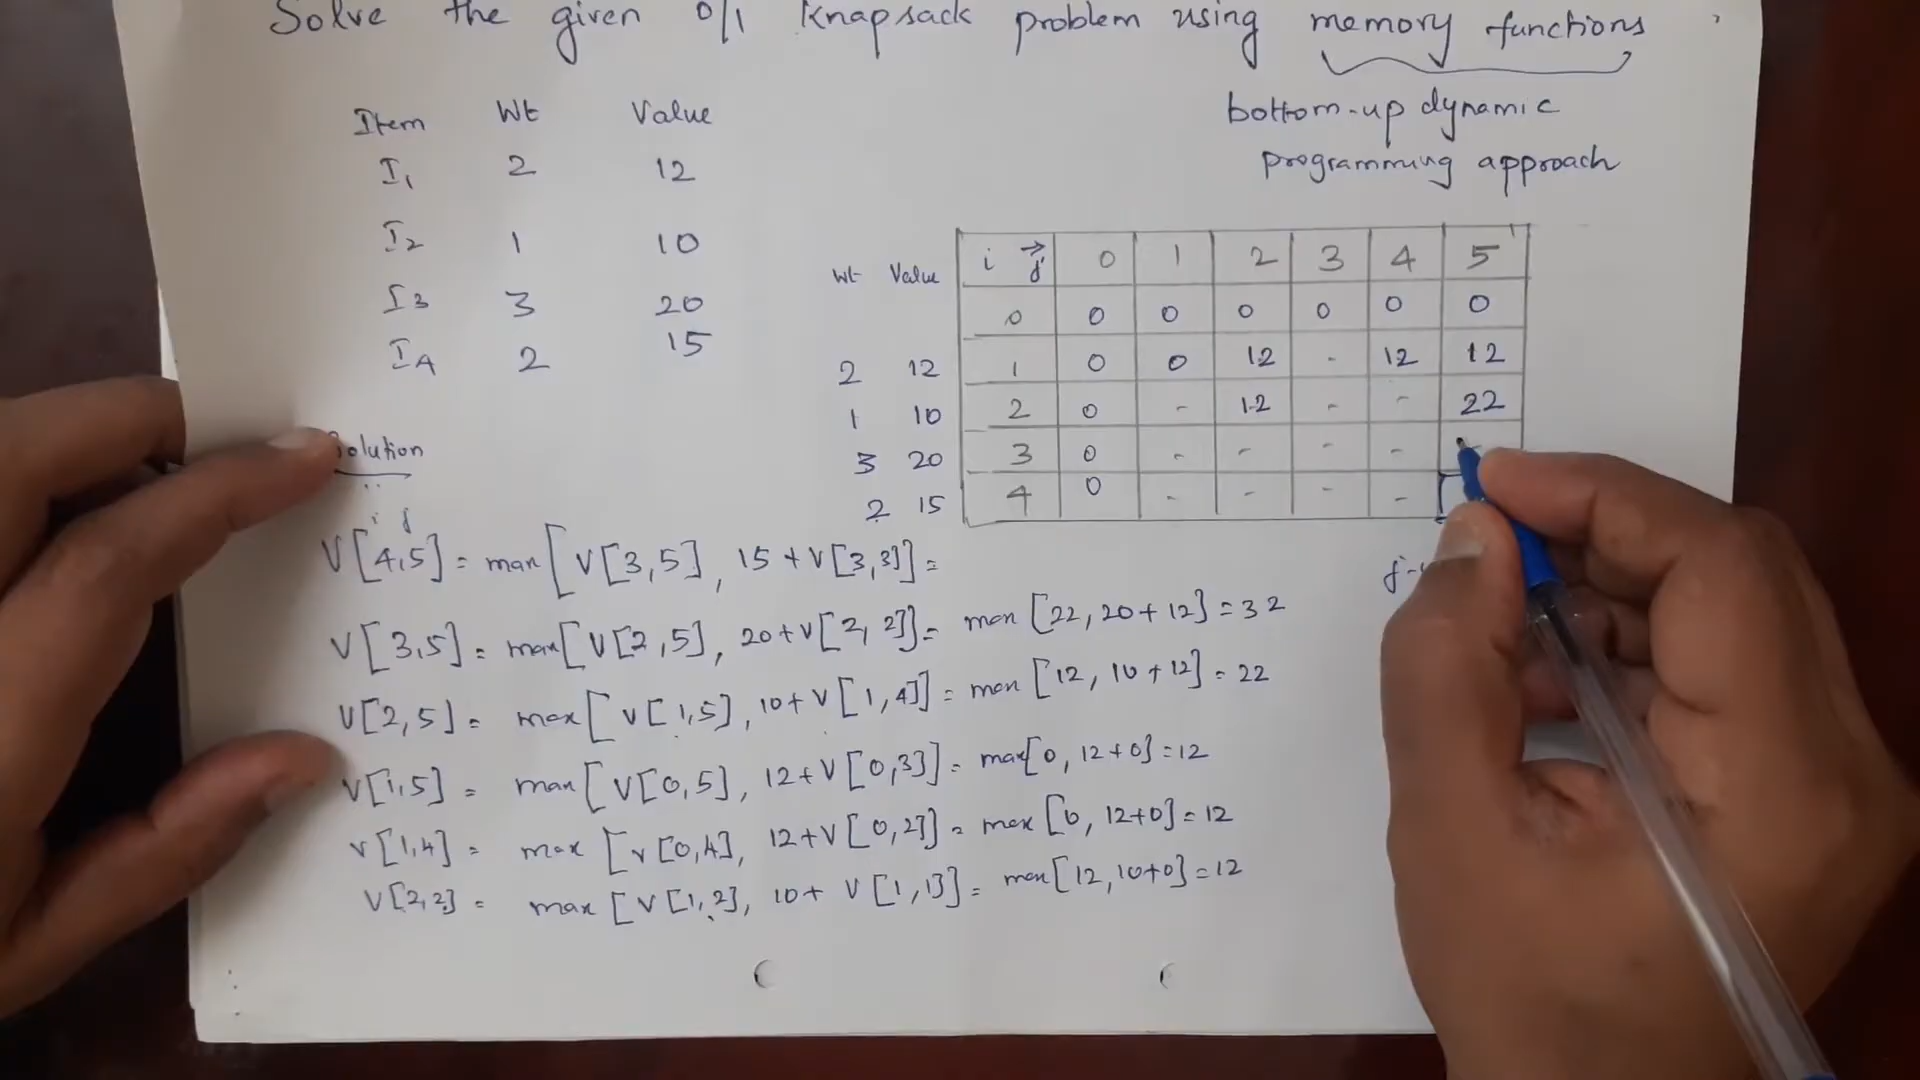 Solve the given 0/1 Knapsack problem using memory functions
bottom-up dynamic
programming approach
Item Wt Value
I1 2 12
I2 1 10
I3 3 20
I4 2 15
Wt Value i j → 0 1 2 3 4 5
0 0 0 0 0 0 0
2 12 1 0 0 12 - 12 12
1 10 2 0 - 12 - - 22
3 20 3 0 - - - - -
2 15 4 0 - - - -
Solution
i j
V[4,5] = max[V[3,5], 15 + V[3,3]] =
V[3,5] = max[V[2,5], 20+V[2,2]] = max[22, 20+12] = 32
V[2,5] = max[V[1,5], 10+V[1,4]] = max[12, 10+12] = 22
V[1,5] = max[V[0,5], 12+V[0,3]] = max[0, 12+0] = 12
V[1,4] = max[V[0,4], 12+V[0,2]] = max[0, 12+0] = 12
V[2,2] = max[V[1,2], 10+ V[1,1]] = max[12, 10+0] = 12